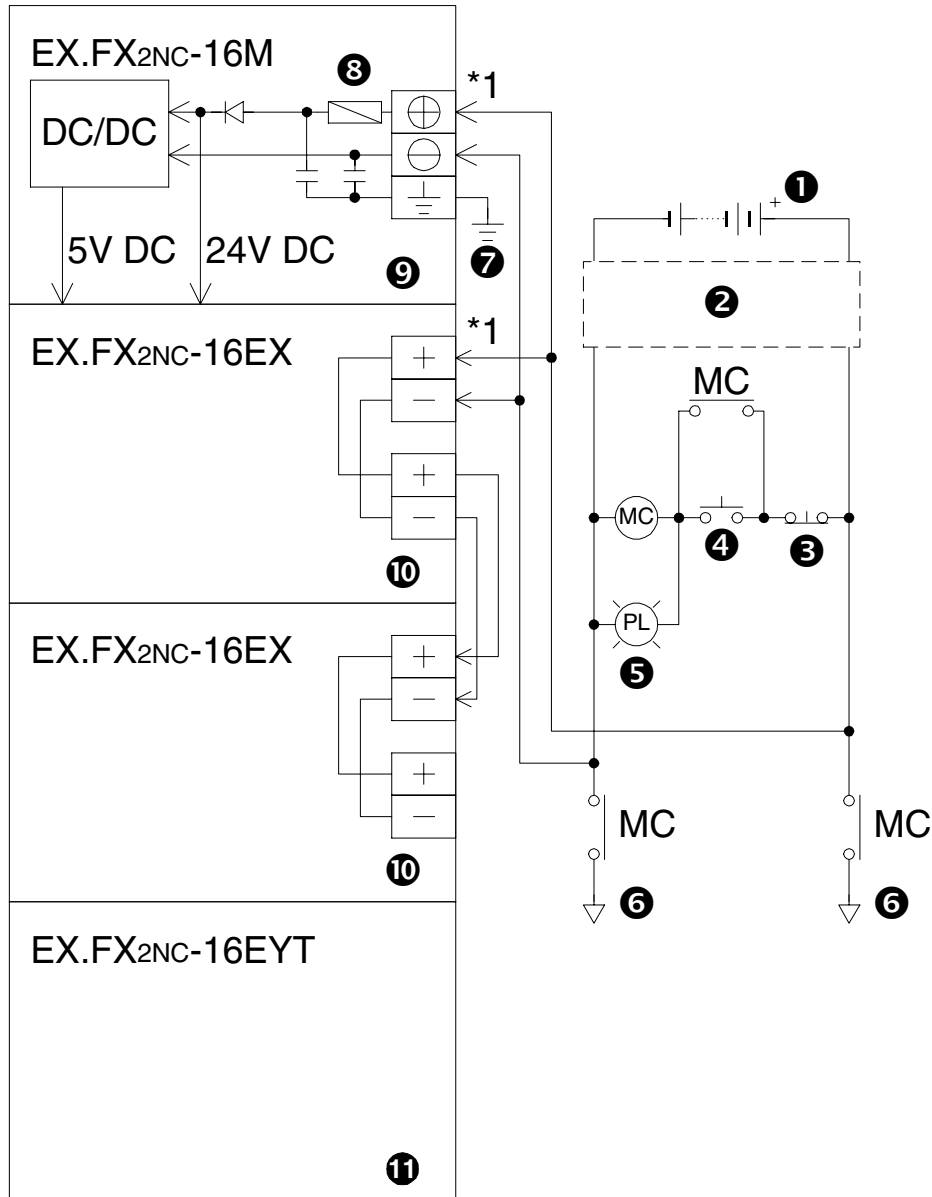 EX.FX2NC-16M
❽
*1
DC/DC
⊕
⊖
5V DC
24V DC
❾
❼
❶
+
❷
EX.FX2NC-16EX
*1
+
−
+
−
❿
MC
MC
❹
❸
PL
❺
EX.FX2NC-16EX
+
−
+
−
❿
MC
MC
❻
❻
EX.FX2NC-16EYT
⓫